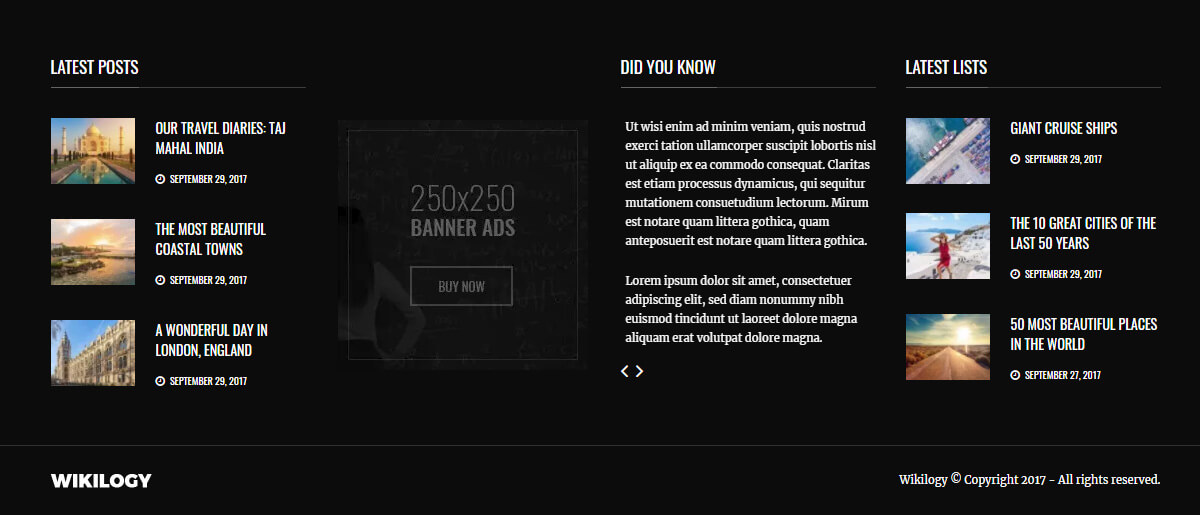 LATEST POSTS
OUR TRAVEL DIARIES: TAJ
MAHAL INDIA
SEPTEMBER 29, 2017
THE MOST BEAUTIFUL
COASTAL TOWNS
SEPTEMBER 29, 2017
A WONDERFUL DAY IN
LONDON, ENGLAND
SEPTEMBER 29, 2017
250x250
BANNER ADS
BUY NOW
DID YOU KNOW
Ut wisi enim ad minim veniam, quis nostrud
exerci tation ullamcorper suscipit lobortis nisl
ut aliquip ex ea commodo consequat. Claritas
est etiam processus dynamicus, qui sequitur
mutationem consuetudium lectorum. Mirum
est notare quam littera gothica, quam
anteposuerit est notare quam littera gothica.
Lorem ipsum dolor sit amet, consectetuer
adipiscing elit, sed diam nonummy nibh
euismod tincidunt ut laoreet dolore magna
aliquam erat volutpat dolore magna.
LATEST LISTS
GIANT CRUISE SHIPS
SEPTEMBER 29, 2017
THE 10 GREAT CITIES OF THE
LAST 50 YEARS
SEPTEMBER 29, 2017
50 MOST BEAUTIFUL PLACES
IN THE WORLD
SEPTEMBER 27, 2017
WIKILOGY
Wikilogy © Copyright 2017 - All rights reserved.